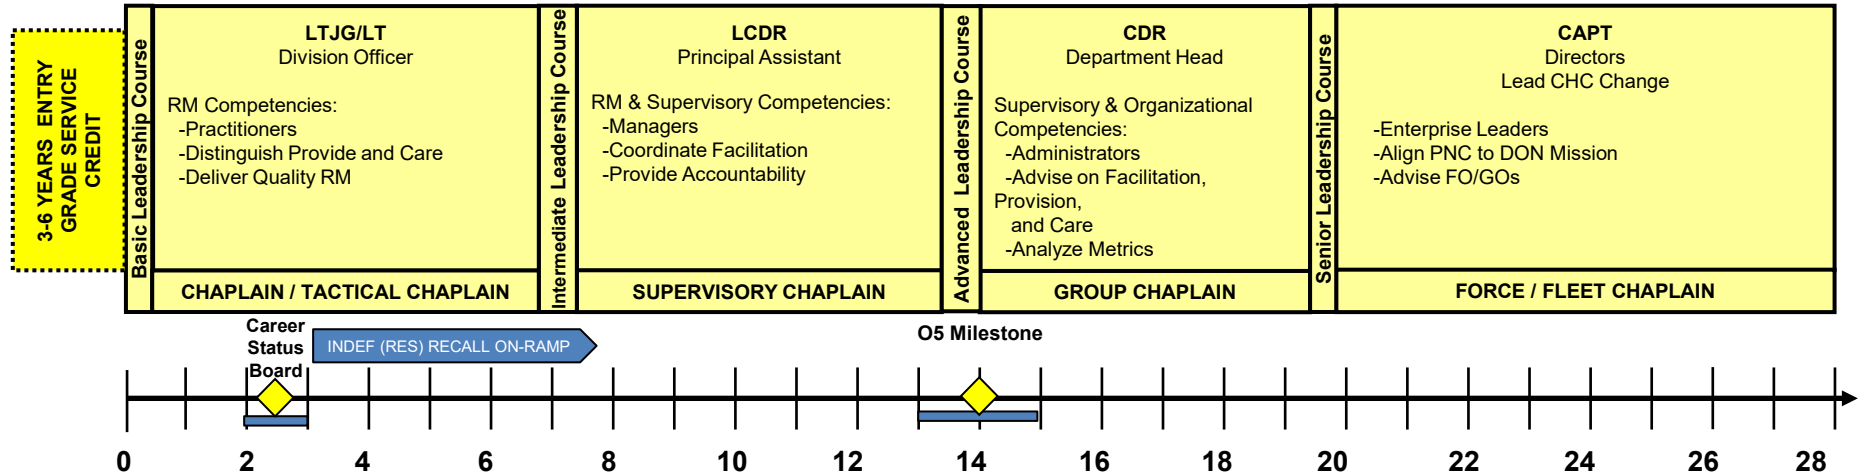 3-6 YEARS  ENTRY
GRADE SERVICE
CREDIT
Basic Leadership Course
LTJG/LT
Division Officer
RM Competencies:
-Practitioners
-Distinguish Provide and Care
-Deliver Quality RM
CHAPLAIN / TACTICAL CHAPLAIN
Intermediate Leadership Course
LCDR
Principal Assistant
RM & Supervisory Competencies:
-Managers
-Coordinate Facilitation
-Provide Accountability
SUPERVISORY CHAPLAIN
Advanced  Leadership Course
CDR
Department Head
Supervisory & Organizational
Competencies:
-Administrators
-Advise on Facilitation,
Provision,
and Care
-Analyze Metrics
GROUP CHAPLAIN
Senior Leadership Course
CAPT
Directors
Lead CHC Change
-Enterprise Leaders
-Align PNC to DON Mission
-Advise FO/GOs
FORCE / FLEET CHAPLAIN
Career
Status
Board
INDEF (RES) RECALL ON-RAMP
O5 Milestone
0 2 4 6 8 10 12 14 16 18 20 22 24 26 28